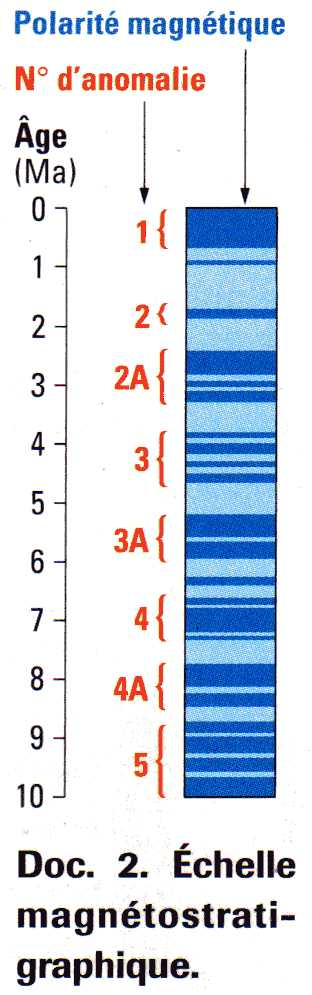 Polarité magnétique
N° d'anomalie
Âge
(Ma)
0
1
2
3
4
5
6
7
8
9
10
1
2
2A
3
3A
4
4A
5
Doc. 2. Échelle
magnétostrati-
graphique.